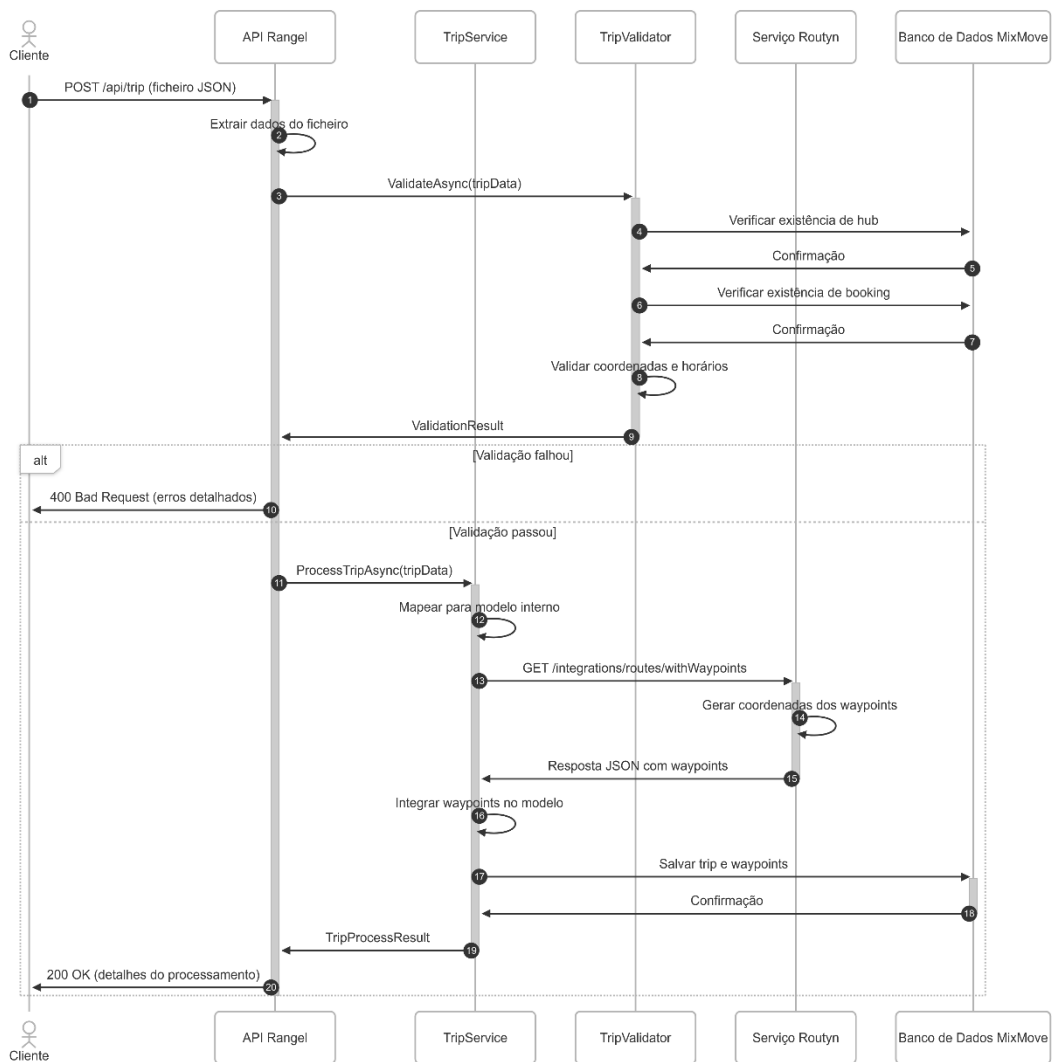 Cliente
API Rangel
TripService
TripValidator
Serviço Routyn
Banco de Dados MixMove
POST /api/trip (ficheiro JSON)
1
Extrair dados do ficheiro
2
ValidateAsync(tripData)
3
Verificar existência de hub
4
Confirmação
5
Verificar existência de booking
6
Confirmação
7
Validar coordenadas e horários
8
ValidationResult
9
alt
[Validação falhou]
400 Bad Request (erros detalhados)
10
[Validação passou]
ProcessTripAsync(tripData)
11
Mapear para modelo interno
12
GET /integrations/routes/withWaypoints
13
Gerar coordenadas dos waypoints
14
Resposta JSON com waypoints
15
Integrar waypoints no modelo
16
Salvar trip e waypoints
17
Confirmação
18
TripProcessResult
19
200 OK (detalhes do processamento)
20
Cliente
API Rangel
TripService
TripValidator
Serviço Routyn
Banco de Dados MixMove